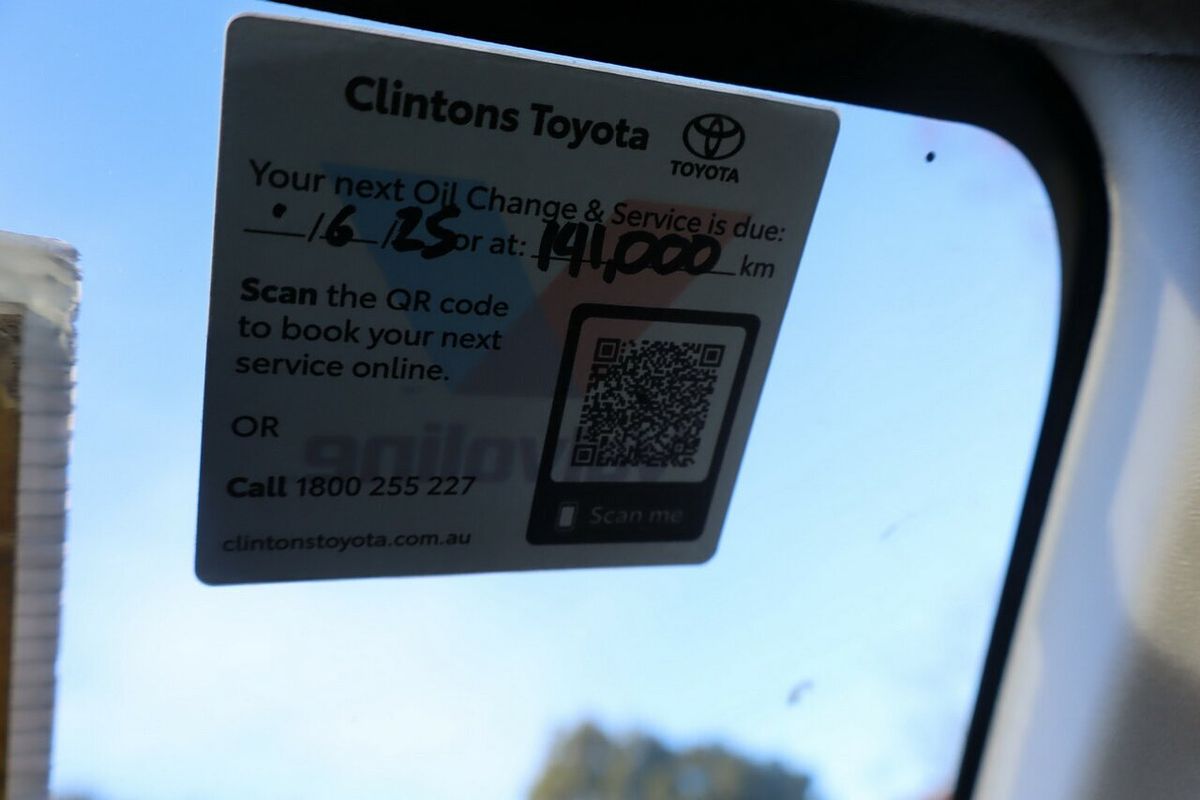 Clintons Toyota
TOYOTA
Your next Oil Change & Service is due:
/6/25 or at: 141,000 km
Scan the QR code
to book your next
service online.
OR
Call 1800 255 227
clintonstoyota.com.au
Scan me